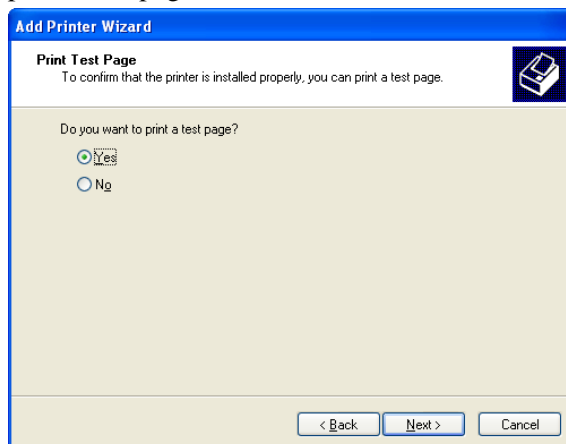 Add Printer Wizard
Print Test Page
To confirm that the printer is installed properly, you can print a test page.
Do you want to print a test page?
Yes
No
< Back
Next >
Cancel